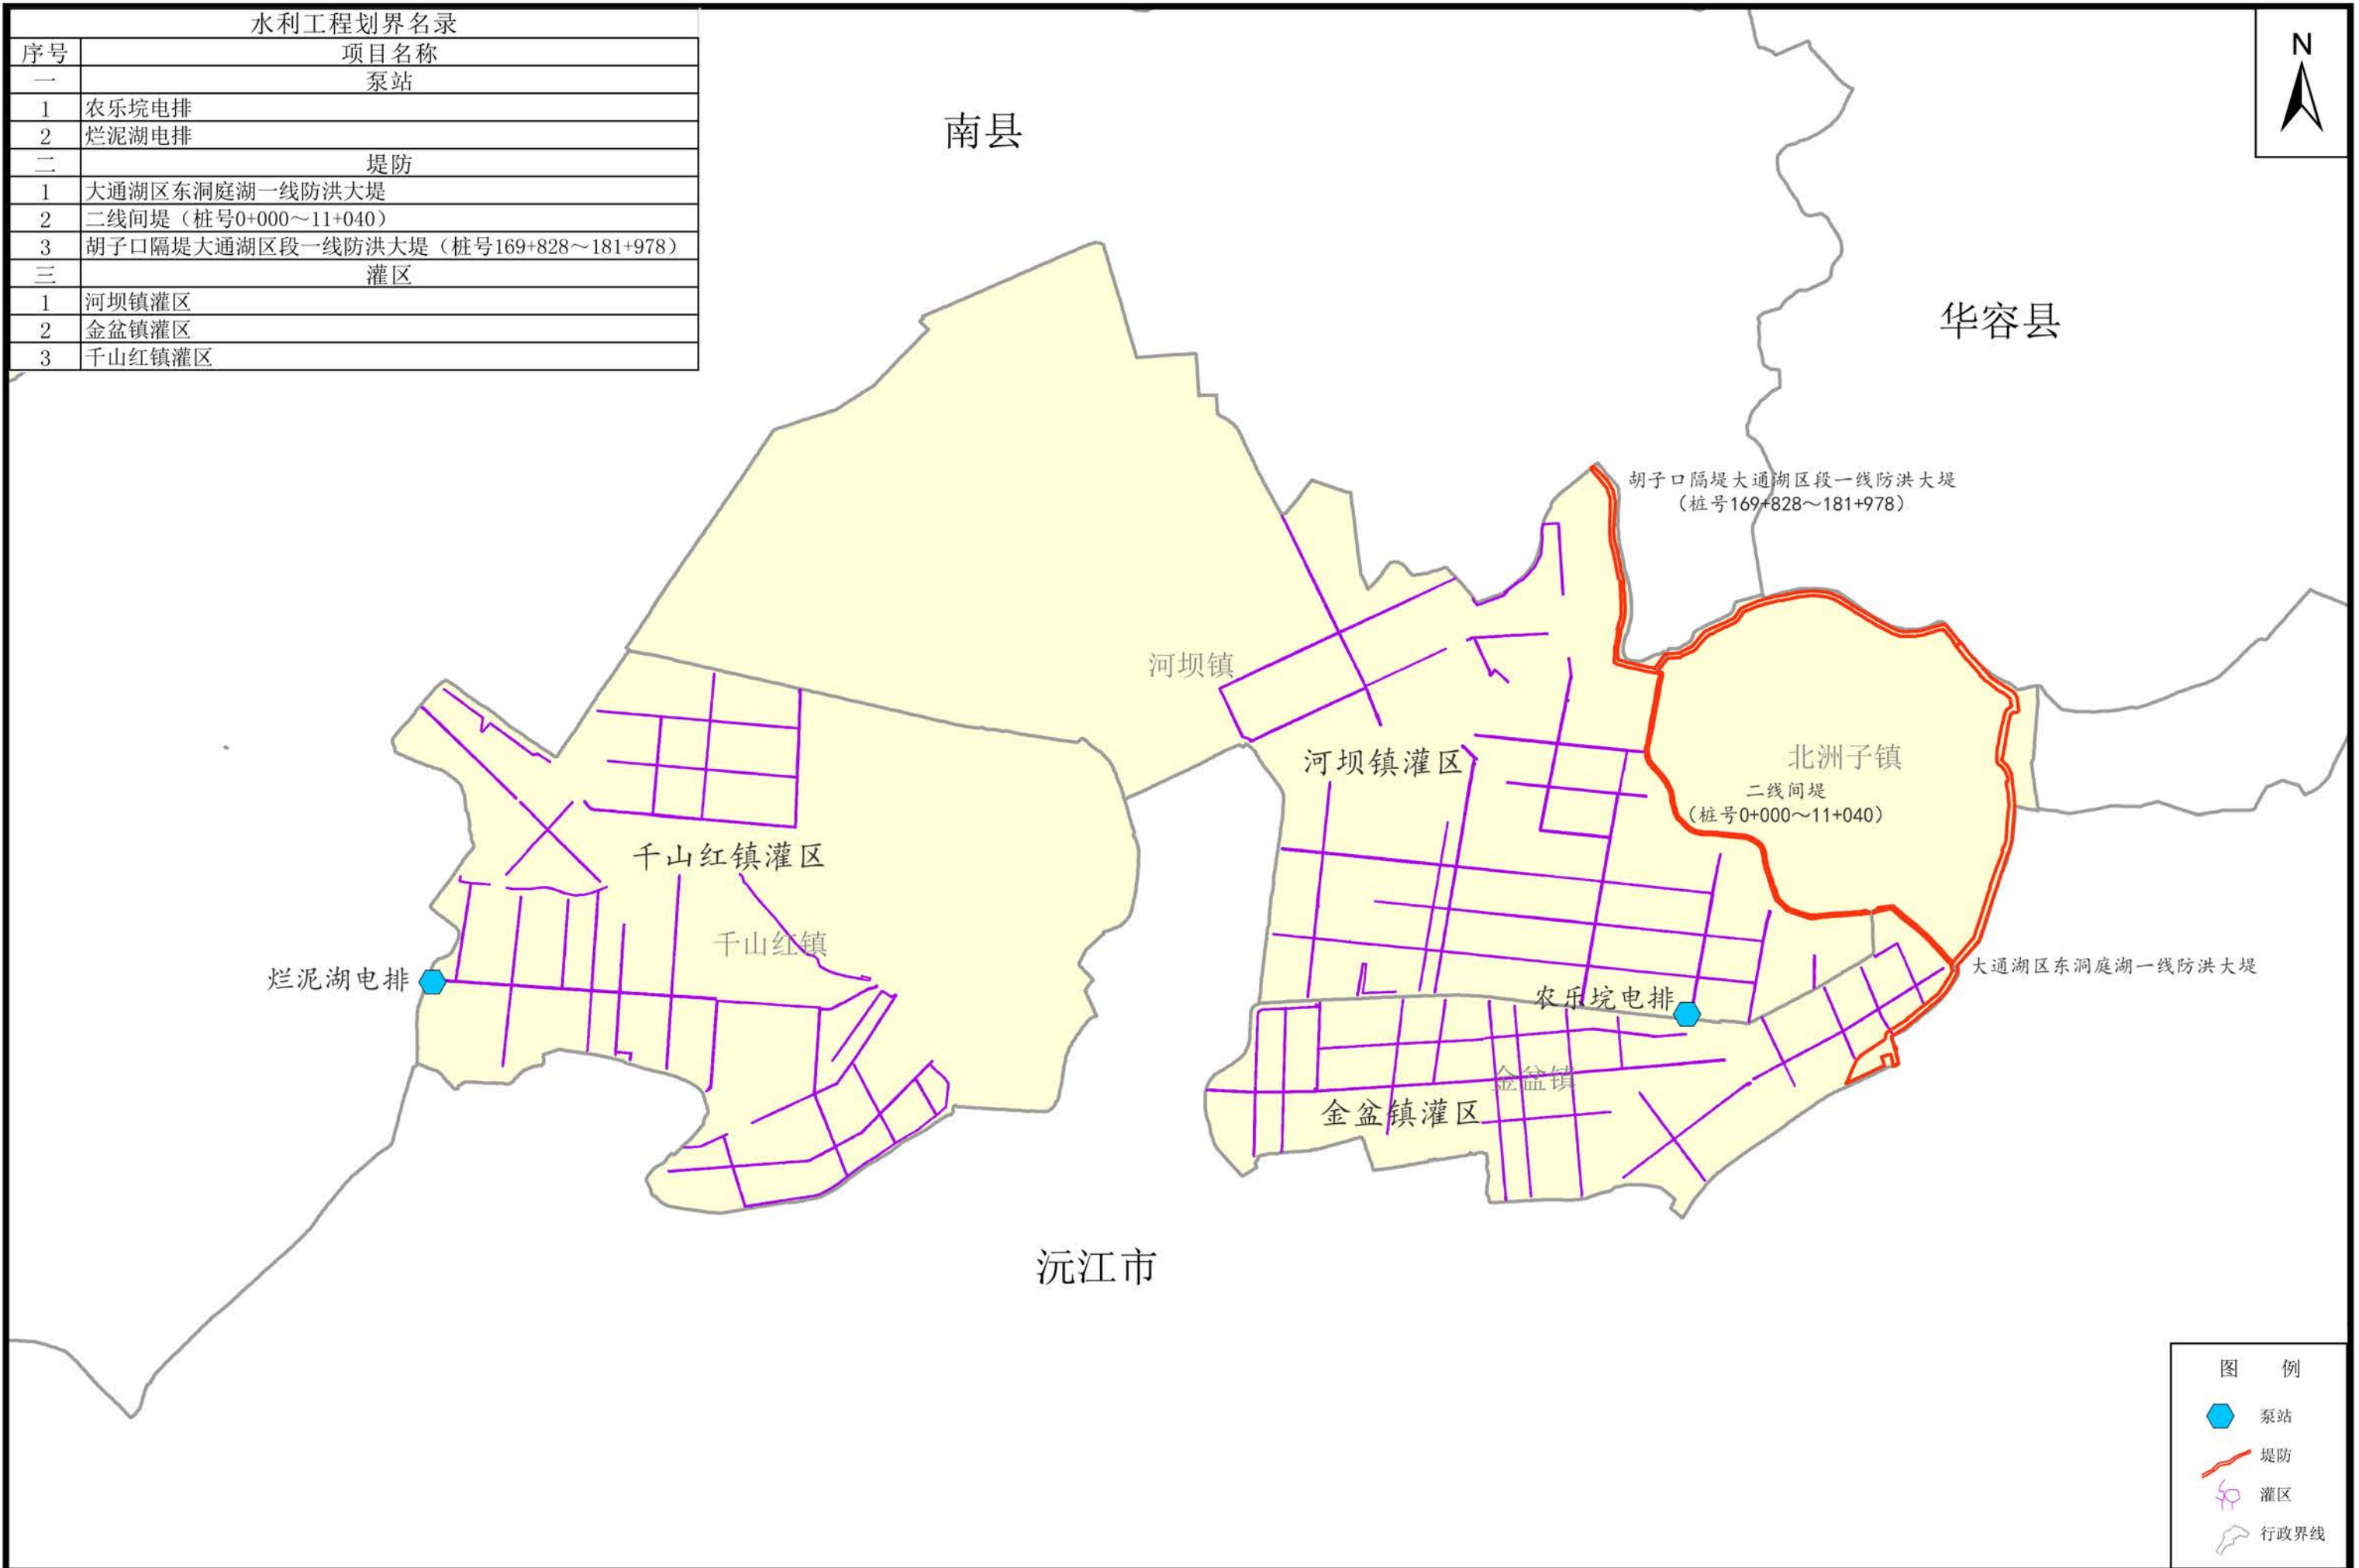 水利工程划界名录
序号 项目名称
一 泵站
1 农乐垸电排
2 烂泥湖电排
二 堤防
1 大通湖区东洞庭湖一线防洪大堤
2 二线间堤（桩号0+000～11+040）
3 胡子口隔堤大通湖区段一线防洪大堤（桩号169+828～181+978）
三 灌区
1 河坝镇灌区
2 金盆镇灌区
3 千山红镇灌区
N
南县
华容县
胡子口隔堤大通湖区段一线防洪大堤
（桩号169+828～181+978）
河坝镇
河坝镇灌区
北洲子镇
二线间堤
（桩号0+000～11+040）
千山红镇灌区
千山红镇
烂泥湖电排
大通湖区东洞庭湖一线防洪大堤
农乐垸电排
金盆镇
金盆镇灌区
沅江市
图 例
泵站
堤防
灌区
行政界线